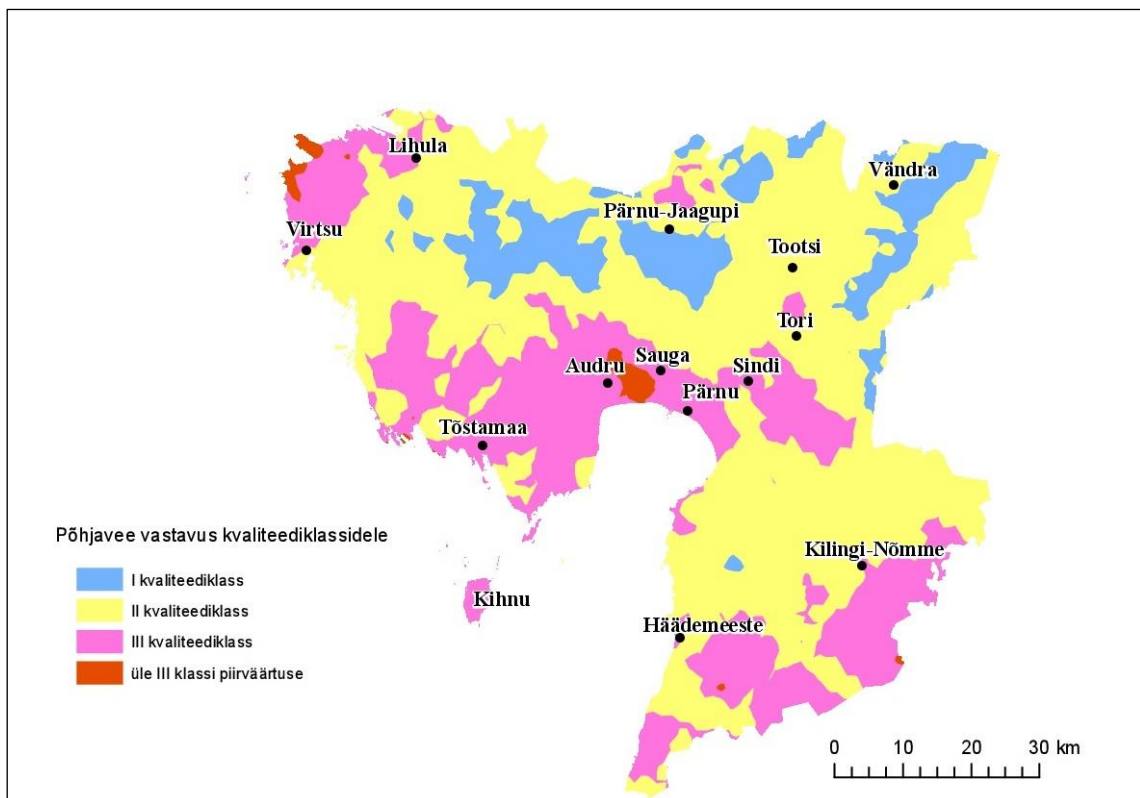 Lihula
Vändra
Pärnu-Jaagupi
Virtsu
Tootsi
Tori
Sauga
Audru
Sindi
Pärnu
Tõstamaa
Põhjavee vastavus kvaliteediklassidele
I kvaliteediklass
II kvaliteediklass
III kvaliteediklass
üle III klassi piirväärtuse
Kilingi-Nõmme
Kihnu
Häädemeeste
0 10 20 30 km